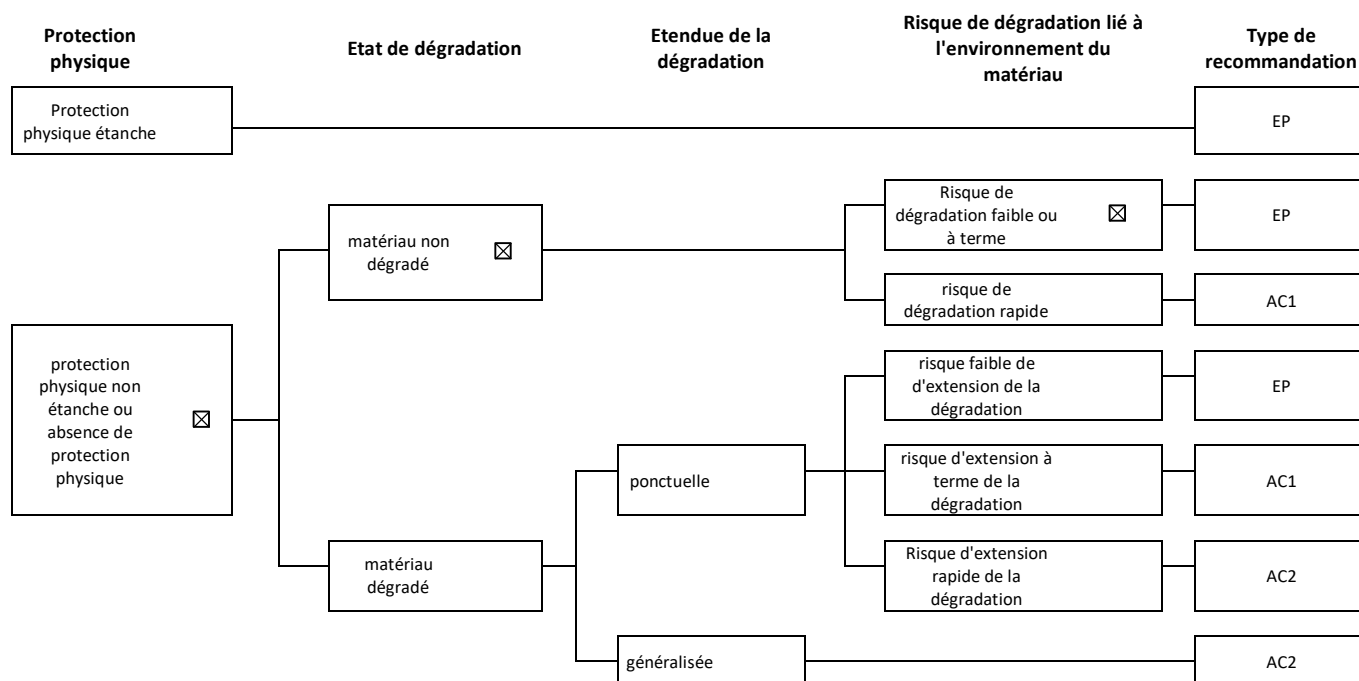 Protection
physique
Etat de dégradation
Etendue de la
dégradation
Risque de dégradation lié à
l'environnement du
matériau
Type de
recommandation
Protection
physique étanche
EP
protection
physique non
étanche ou
absence de
protection
physique
☒
matériau non
dégradé
☒
Risque de
dégradation faible ou
à terme
☒
EP
risque de
dégradation rapide
AC1
matériau
dégradé
ponctuelle
risque faible de
d'extension de la
dégradation
EP
risque d'extension à
terme de la
dégradation
AC1
Risque d'extension
rapide de la
dégradation
AC2
généralisée
AC2